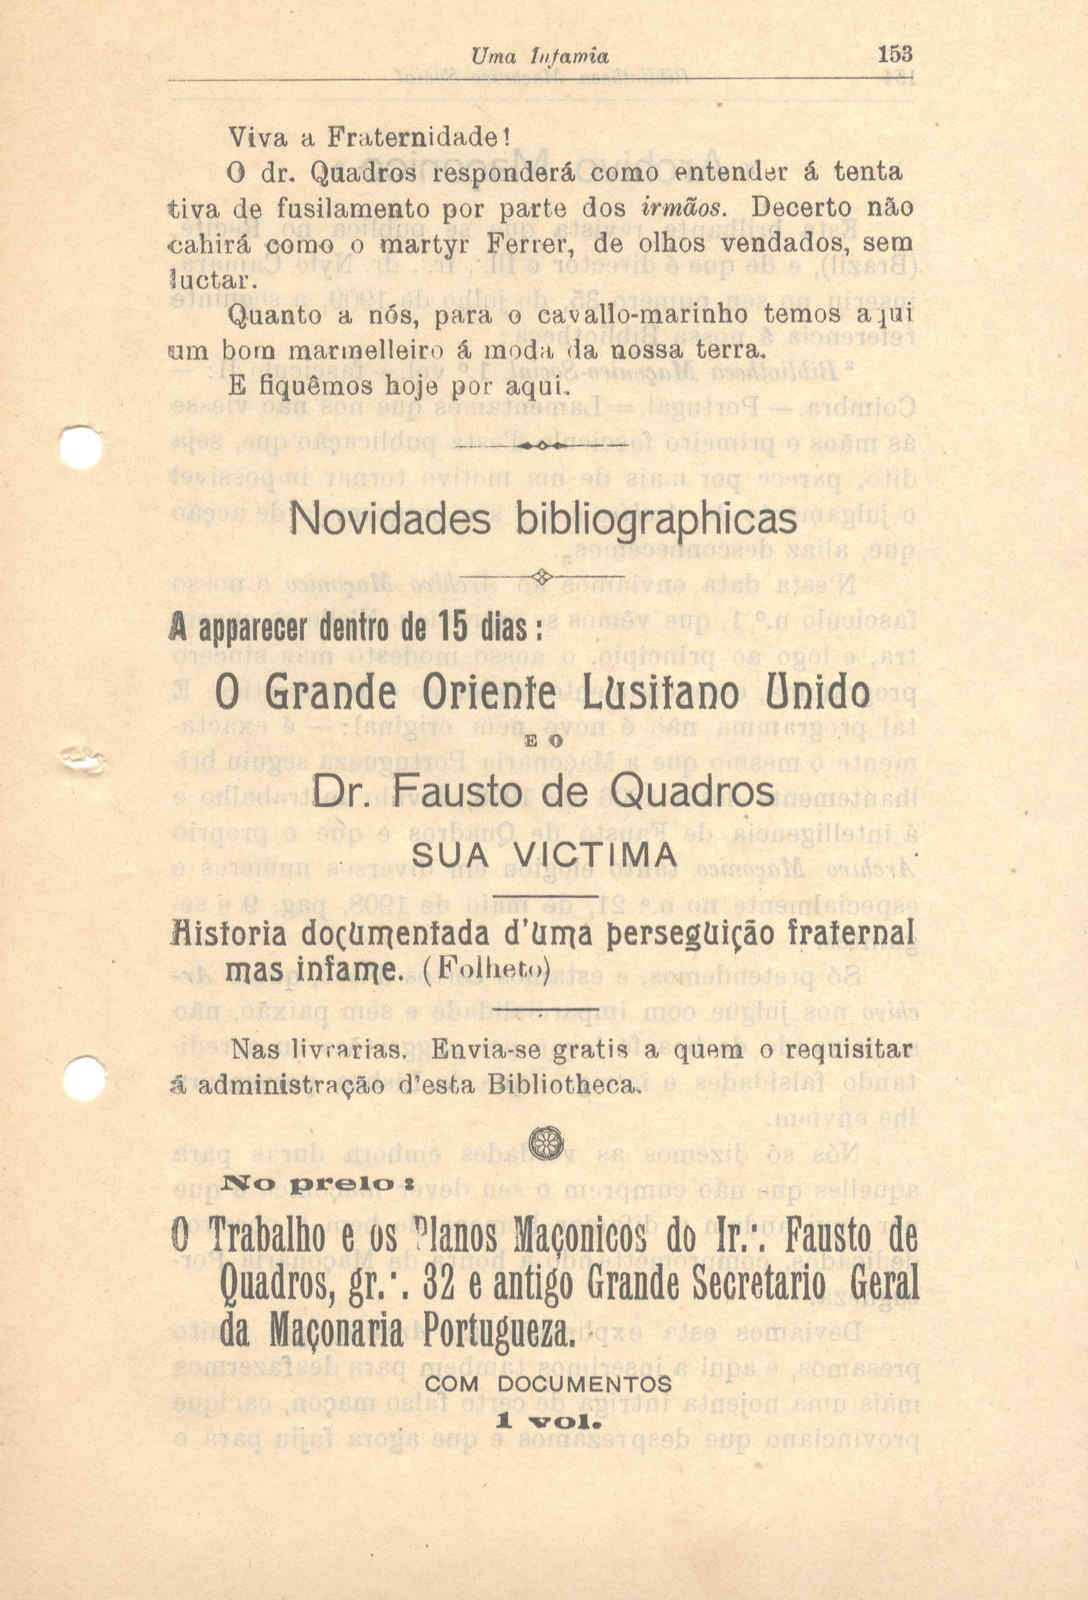 Uma Infamia 153
Viva a Fraternidade!
O dr. Quadros responderá como entender á tenta
tiva de fusilamento por parte dos irmãos. Decerto não
cahirá como o martyr Ferrer, de olhos vendados, sem
luctar.
Quanto a nós, para o cavallo-marinho temos aqui
um bom marmelleiro á moda da nossa terra.
E fiquêmos hoje por aqui.
Novidades bibliographicas
A apparecer dentro de 15 dias:
O Grande Oriente Lusitano Unido
E O
Dr. Fausto de Quadros
SUA VICTIMA
Historia documentada d'uma perseguição fraternal
mas infame. (Folheto)
Nas livrarias. Envia-se gratis a quem o requisitar
á administração d'esta Bibliotheca.
No prelo:
O Trabalho e os Planos Maçonicos do Ir.·. Fausto de
Quadros, gr.·. 32 e antigo Grande Secretario Geral
da Maçonaria Portugueza.
COM DOCUMENTOS
1 vol.